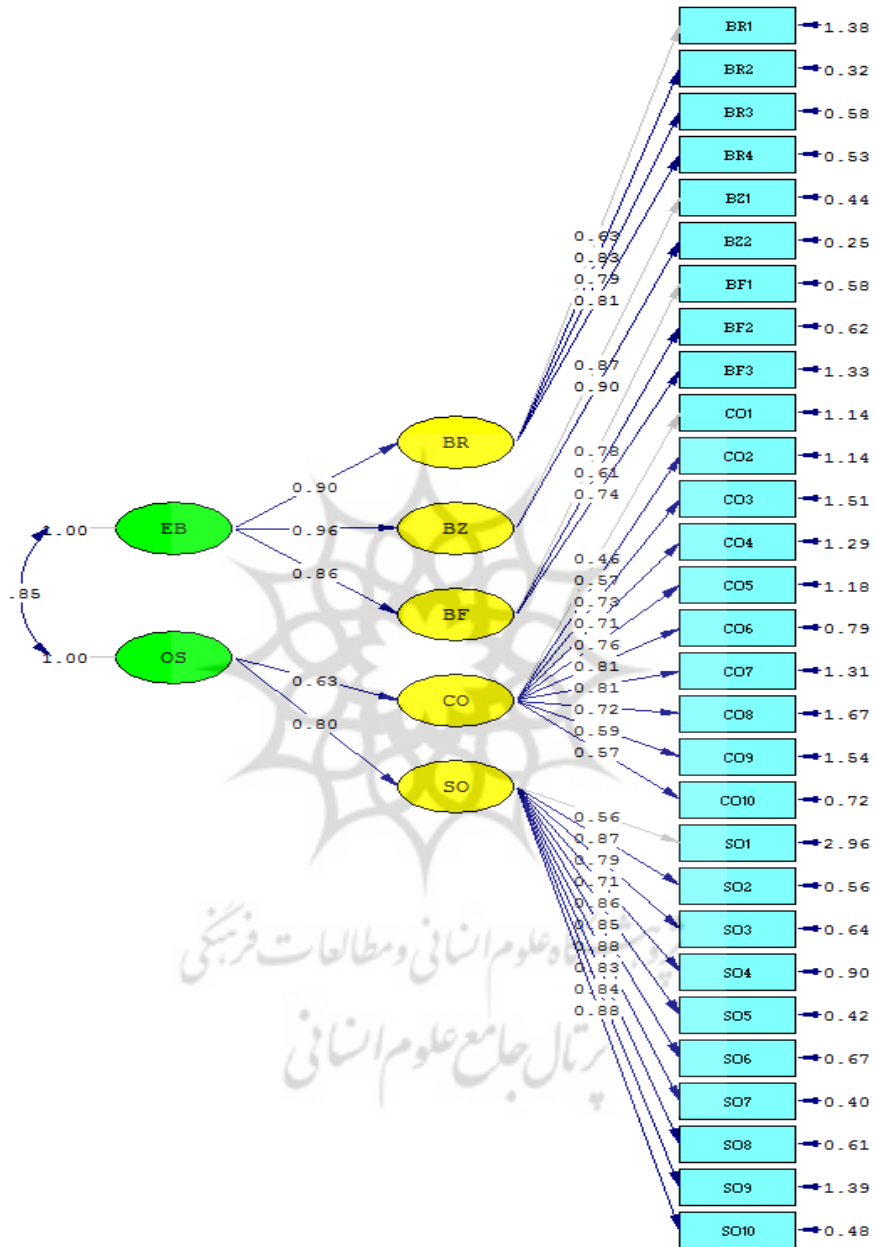 BR1 1.38
BR2 0.32
BR3 0.58
BR4 0.53
BZ1 0.44
0.63 BZ2 0.25
0.83
0.79 BF1 0.58
0.81
BF2 0.62
0.87 BF3 1.33
0.90
CO1 1.14
BR
0.78 CO2 1.14
0.61
0.90 0.74 CO3 1.51
1.00 EB 0.96 BZ CO4 1.29
0.46
0.86 0.57 CO5 1.18
.85 0.73
BF 0.71 CO6 0.79
0.76
1.00 OS 0.81 CO7 1.31
0.63 0.81
CO 0.72 CO8 1.67
0.80 0.59
0.57 CO9 1.54
SO CO10 0.72
0.56
0.87 SO1 2.96
0.79
0.71 SO2 0.56
0.86
0.85 SO3 0.64
0.88
0.83 SO4 0.90
0.84
0.88 SO5 0.42
SO6 0.67
SO7 0.40
SO8 0.61
SO9 1.39
SO10 0.48
پژوهشگاه علوم انسانی و مطالعات فرهنگی
پرتال جامع علوم انسانی